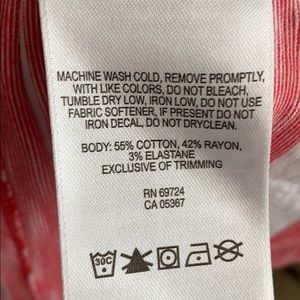 MACHINE WASH COLD, REMOVE PROMPTLY,
WITH LIKE COLORS, DO NOT BLEACH,
TUMBLE DRY LOW, IRON LOW, DO NOT USE
FABRIC SOFTENER, IF PRESENT DO NOT
IRON DECAL, DO NOT DRYCLEAN.
BODY: 55% COTTON, 42% RAYON,
3% ELASTANE
EXCLUSIVE OF TRIMMING
RN 69724
CA 05367
30C